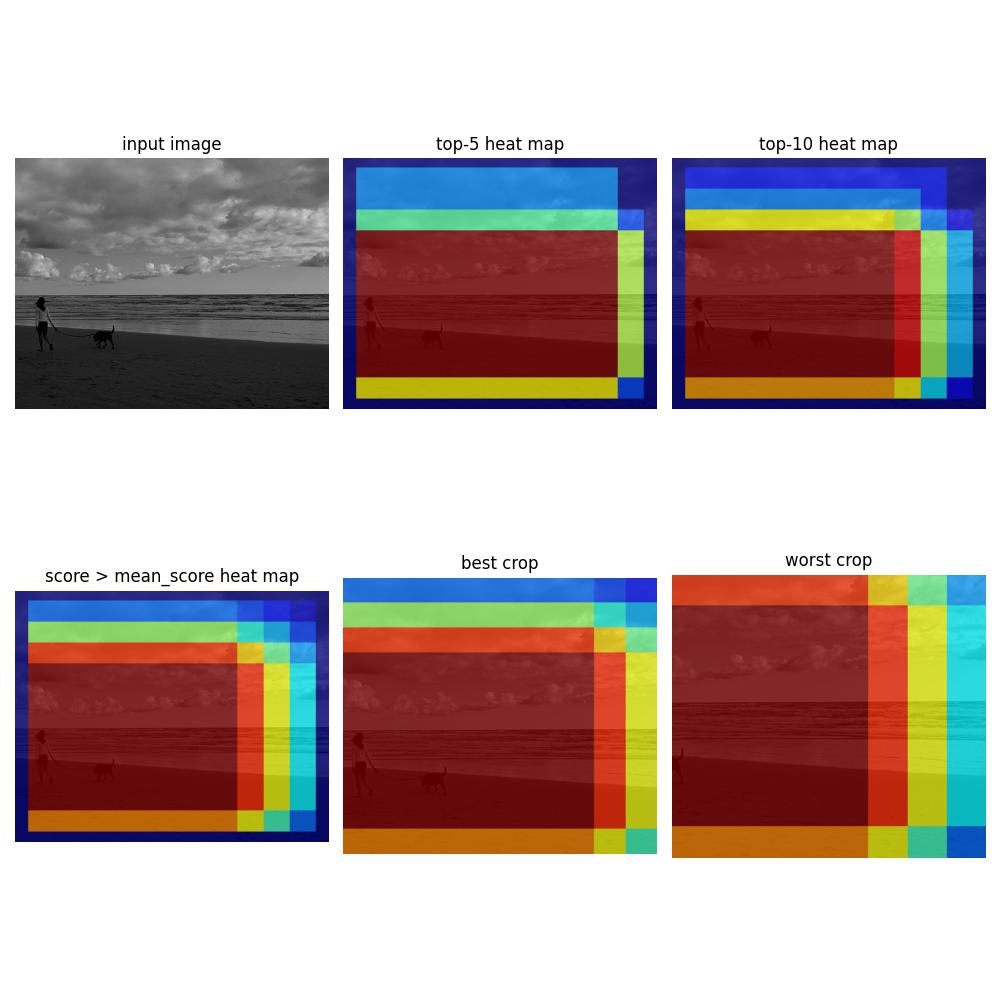 input image
top-5 heat map
top-10 heat map
score > mean_score heat map
best crop
worst crop